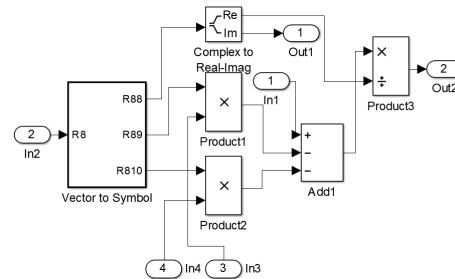 Re
Im
1
Complex to
Real-Imag
Out1
×
÷
2
Out2
Product3
R88
1
In1
×
R89
R8
2
In2
Product1
+
−
−
Add1
R810
×
Vector to Symbol
Product2
4
In4
3
In3